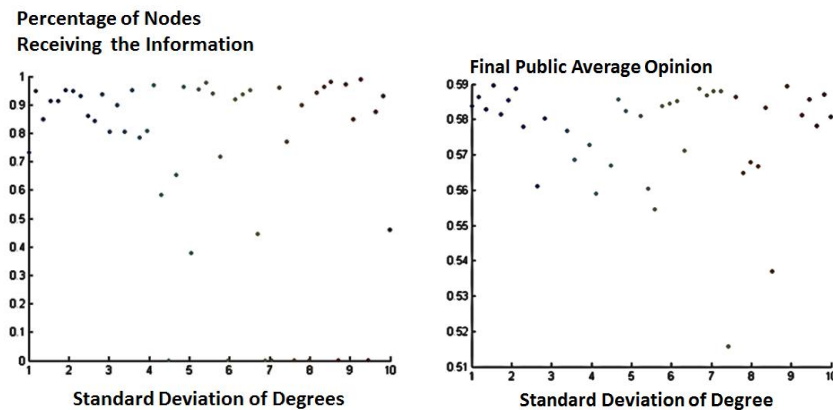 Percentage of Nodes
Receiving the Information
1
0.9
0.8
0.7
0.6
0.5
0.4
0.3
0.2
0.1
0
1 2 3 4 5 6 7 8 9 10
Standard Deviation of Degrees
Final Public Average Opinion
0.59
0.58
0.57
0.56
0.55
0.54
0.53
0.52
0.51
1 2 3 4 5 6 7 8 9 10
Standard Deviation of Degree